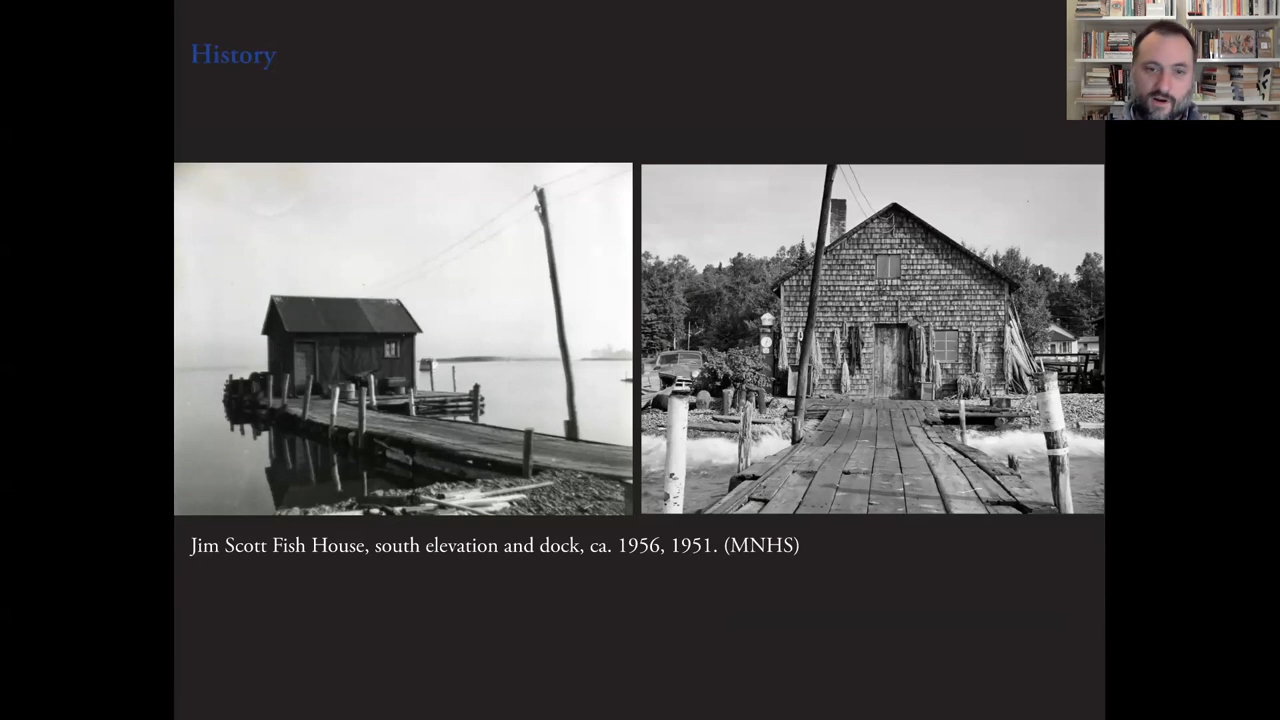 History
Jim Scott Fish House, south elevation and dock, ca. 1956, 1951. (MNHS)